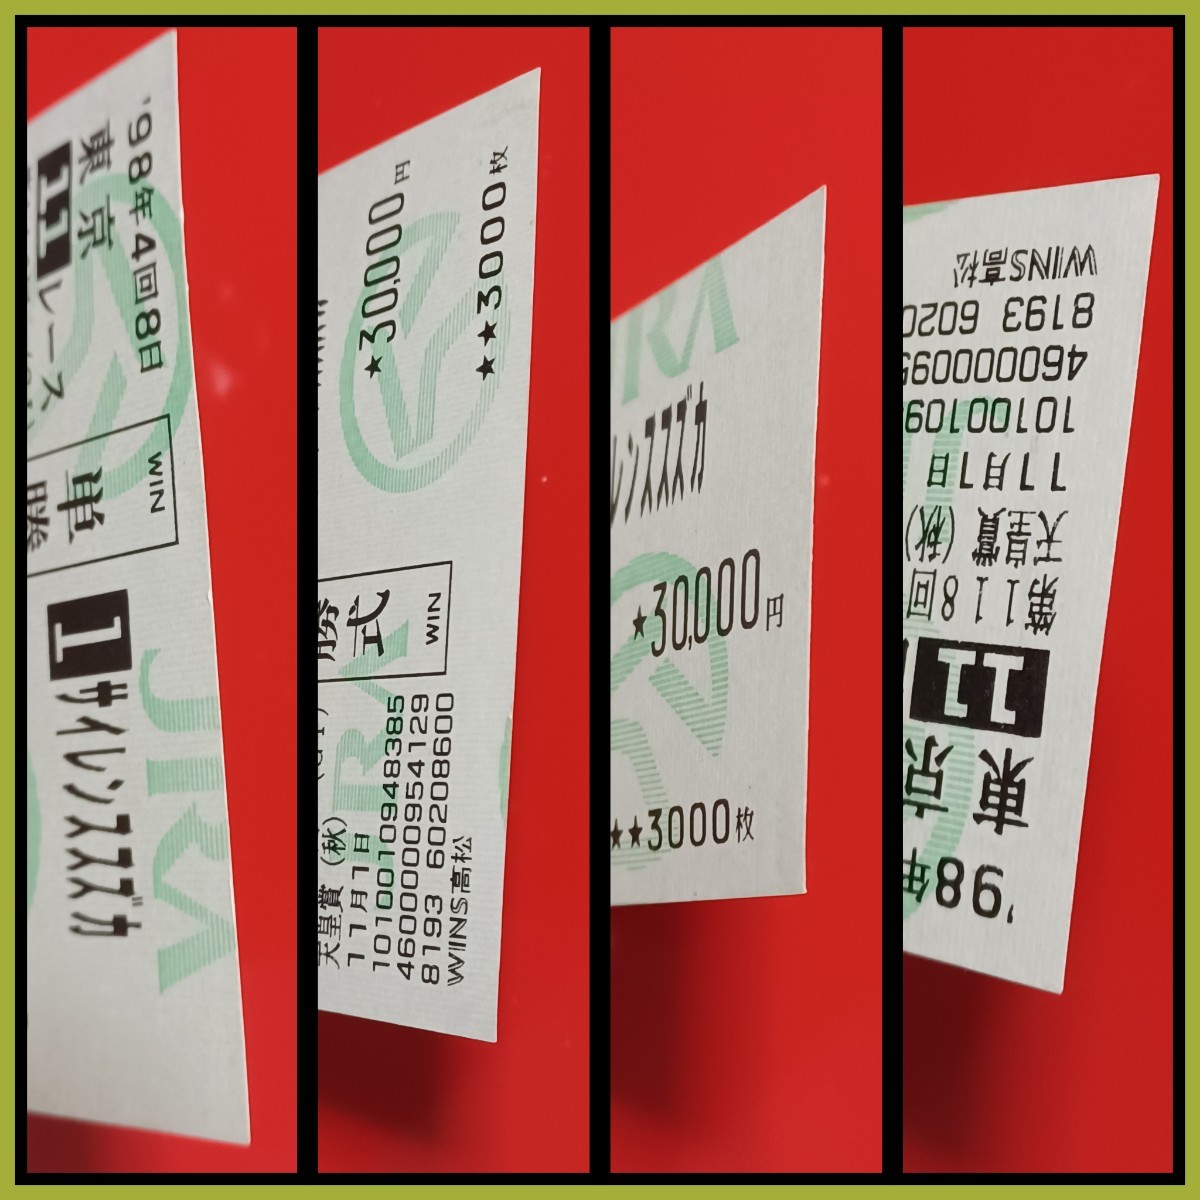 '98年4回8日
東京
11レース
単勝
WIN
1サイレンススズカ
JRA
★30,000円
★★3000枚
勝式
WIN
天皇賞(秋)
11月1日
1010010948385
4600000954129
8193 60208600
WINS高松
JRA
レンススズカ
★30,000円
★★3000枚
'98年
東京
11
第118回
天皇賞(秋)
11月1日
10100109
46000009
8193 6020
WINS高松